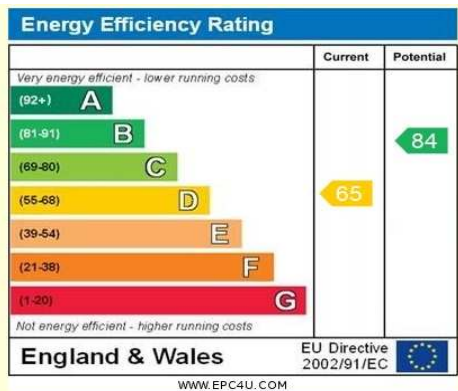 Energy Efficiency Rating
Current Potential
Very energy efficient - lower running costs
(92+) A
(81-91) B
(69-80) C
(55-68) D
(39-54) E
(21-38) F
(1-20) G
65
84
Not energy efficient - higher running costs
England & Wales
EU Directive
2002/91/EC
WWW.EPC4U.COM